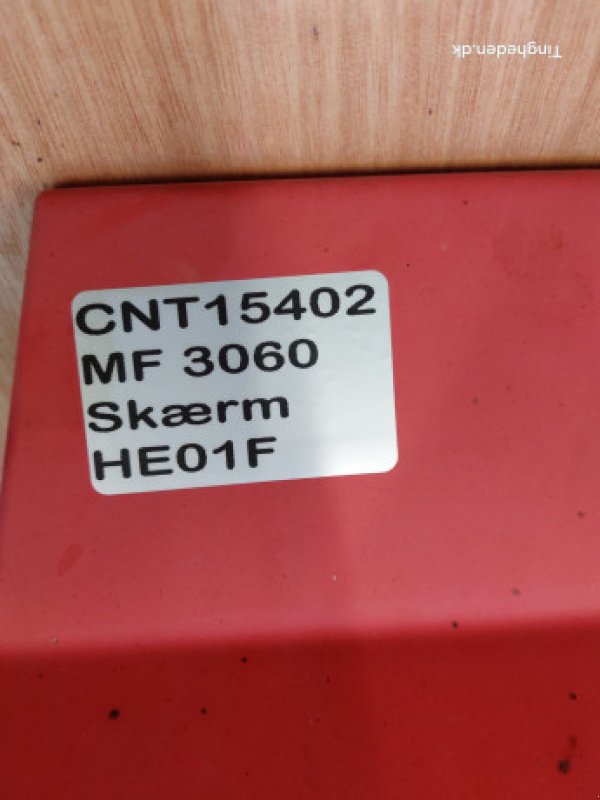 Tingheden.dk
CNT15402
MF 3060
Skærm
HE01F